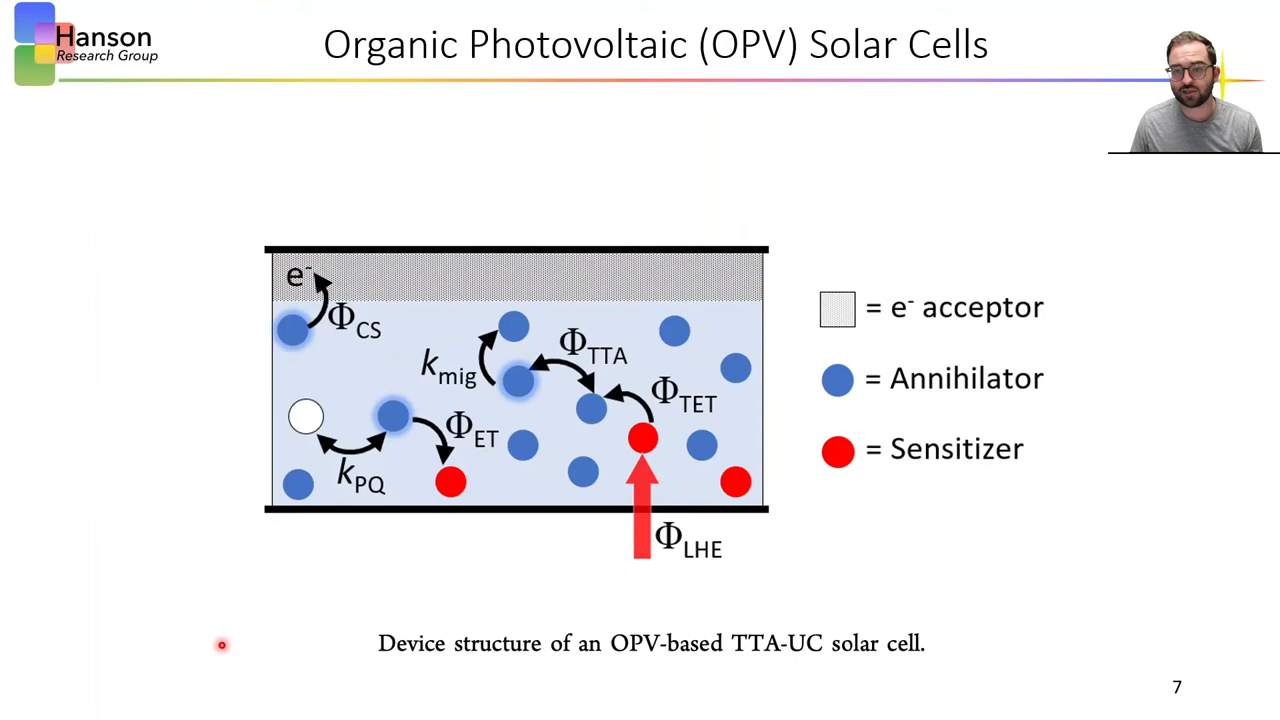 Hanson
Research Group
Organic Photovoltaic (OPV) Solar Cells
e-
ΦCS
kmig
ΦTTA
ΦTET
ΦET
kPQ
ΦLHE
= e- acceptor
= Annihilator
= Sensitizer
Device structure of an OPV-based TTA-UC solar cell.
7